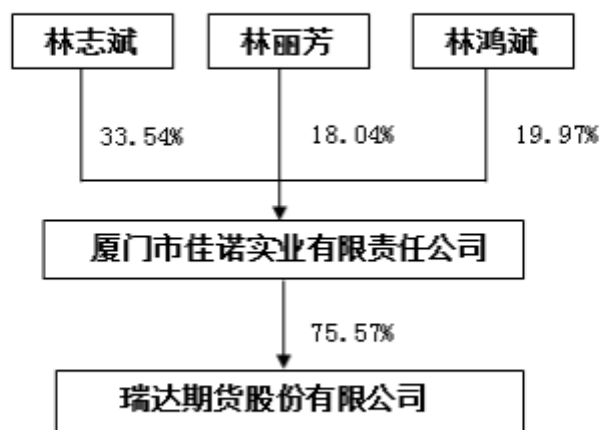 林志斌 林丽芳 林鸿斌
33.54% 18.04% 19.97%
厦门市佳诺实业有限责任公司
75.57%
瑞达期货股份有限公司